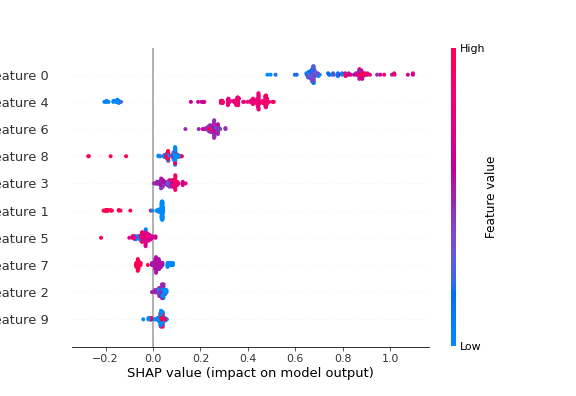 High
eature 0
eature 4
eature 6
eature 8
eature 3
eature 1
eature 5
eature 7
eature 2
eature 9
Feature value
Low
−0.2 0.0 0.2 0.4 0.6 0.8 1.0
SHAP value (impact on model output)